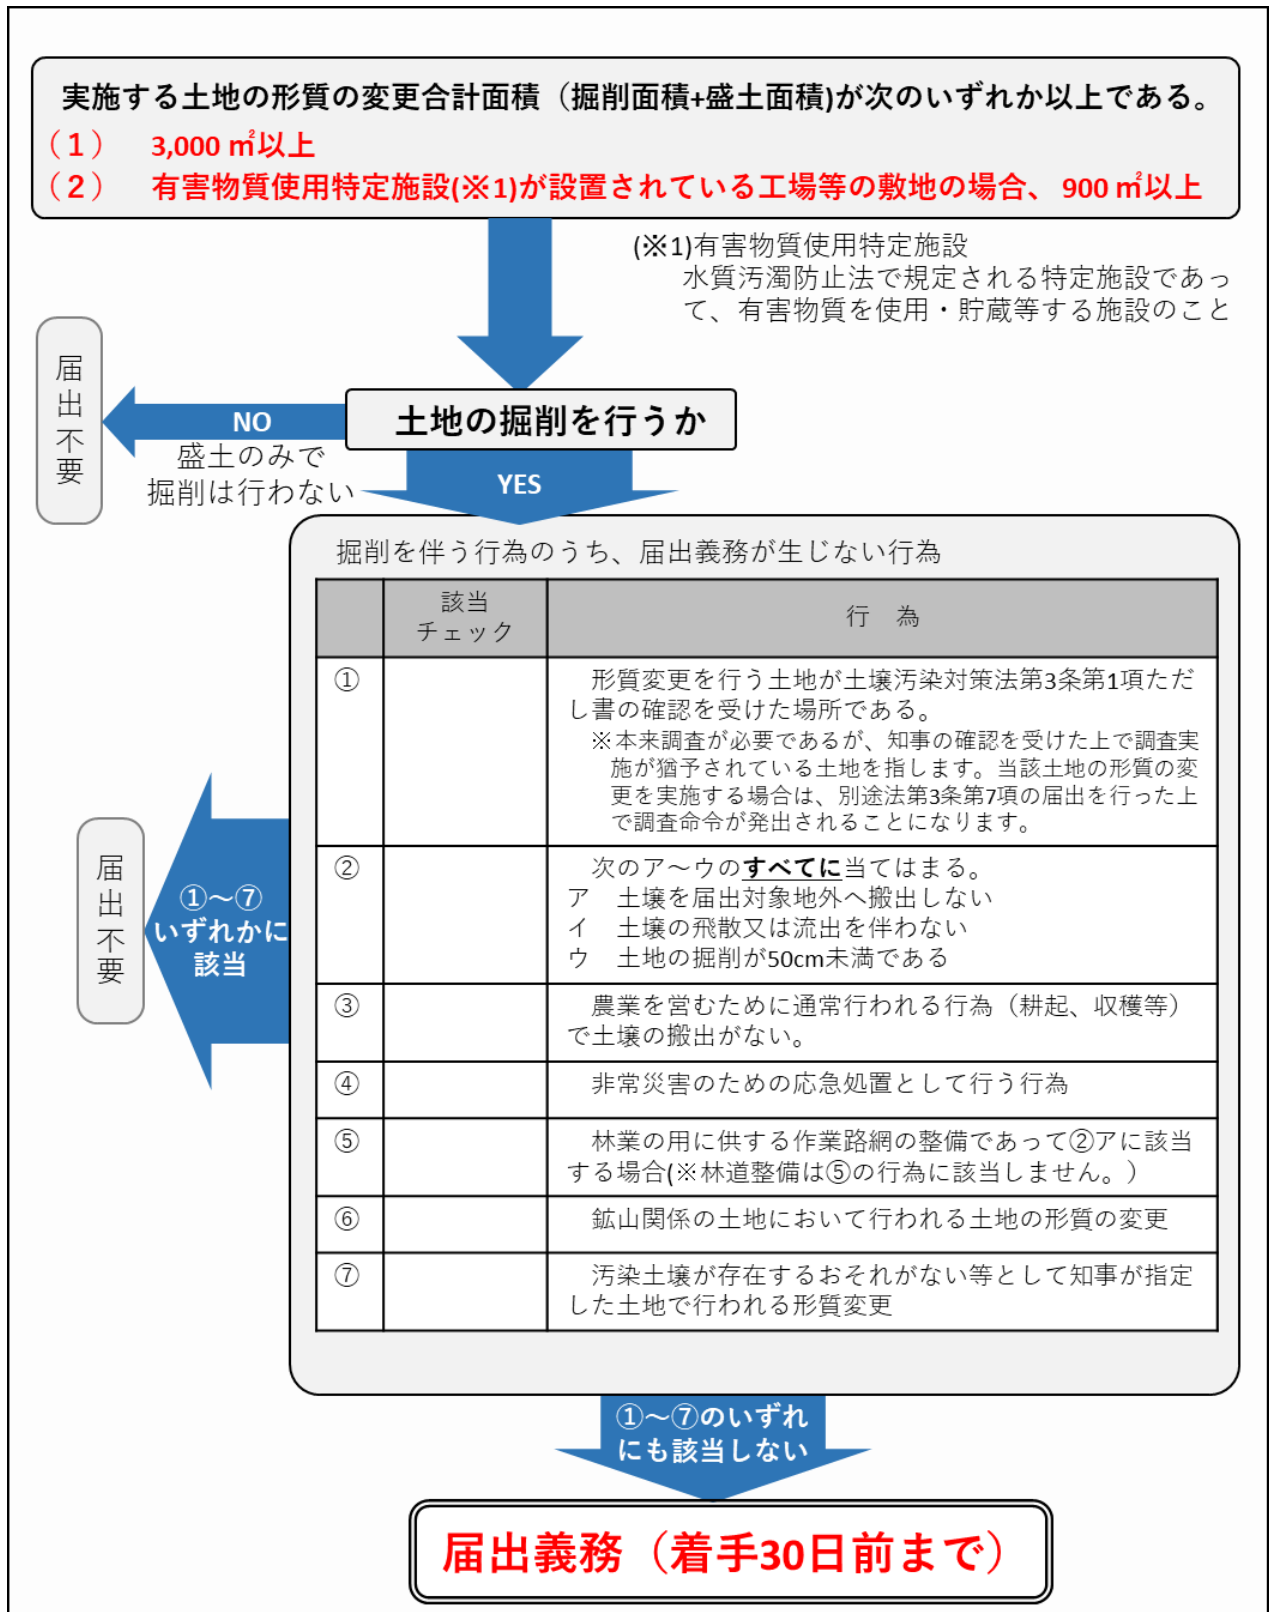 実施する土地の形質の変更合計面積（掘削面積+盛土面積)が次のいずれか以上である。
（１）　3,000 ㎡以上
（２）　有害物質使用特定施設(※1)が設置されている工場等の敷地の場合、 900 ㎡以上
(※1)有害物質使用特定施設
水質汚濁防止法で規定される特定施設であっ
て、有害物質を使用・貯蔵等する施設のこと
土地の掘削を行うか
NO
盛土のみで
掘削は行わない
届出不要
YES
掘削を伴う行為のうち、届出義務が生じない行為
該当
チェック
行　為
①
形質変更を行う土地が土壌汚染対策法第3条第1項ただ
し書の確認を受けた場所である。
※本来調査が必要であるが、知事の確認を受けた上で調査実
施が猶予されている土地を指します。当該土地の形質の変
更を実施する場合は、別途法第3条第7項の届出を行った上
で調査命令が発出されることになります。
②
次のア～ウのすべてに当てはまる。
ア　土壌を届出対象地外へ搬出しない
イ　土壌の飛散又は流出を伴わない
ウ　土地の掘削が50cm未満である
③
農業を営むために通常行われる行為（耕起、収穫等）
で土壌の搬出がない。
④
非常災害のための応急処置として行う行為
⑤
林業の用に供する作業路網の整備であって②アに該当
する場合(※林道整備は⑤の行為に該当しません。）
⑥
鉱山関係の土地において行われる土地の形質の変更
⑦
汚染土壌が存在するおそれがない等として知事が指定
した土地で行われる形質変更
①～⑦
いずれかに
該当
届出不要
①～⑦のいずれ
にも該当しない
届出義務（着手30日前まで）